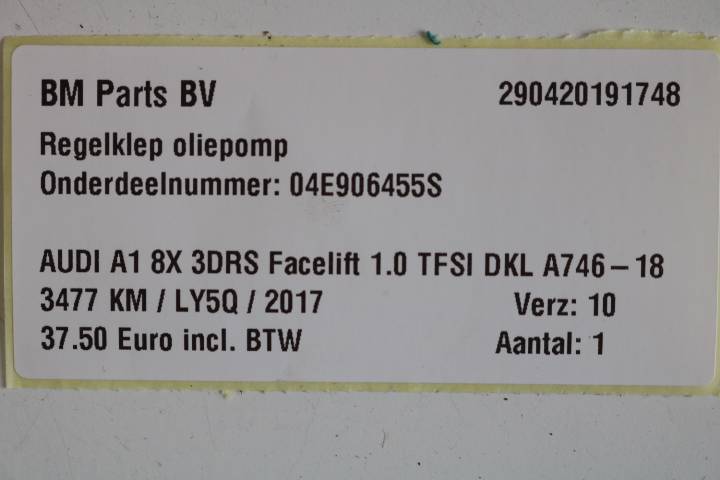 BM Parts BV 290420191748
Regelklep oliepomp
Onderdeelnummer: 04E906455S
AUDI A1 8X 3DRS Facelift 1.0 TFSI DKL A746-18
3477 KM / LY5Q / 2017 Verz: 10
37.50 Euro incl. BTW Aantal: 1